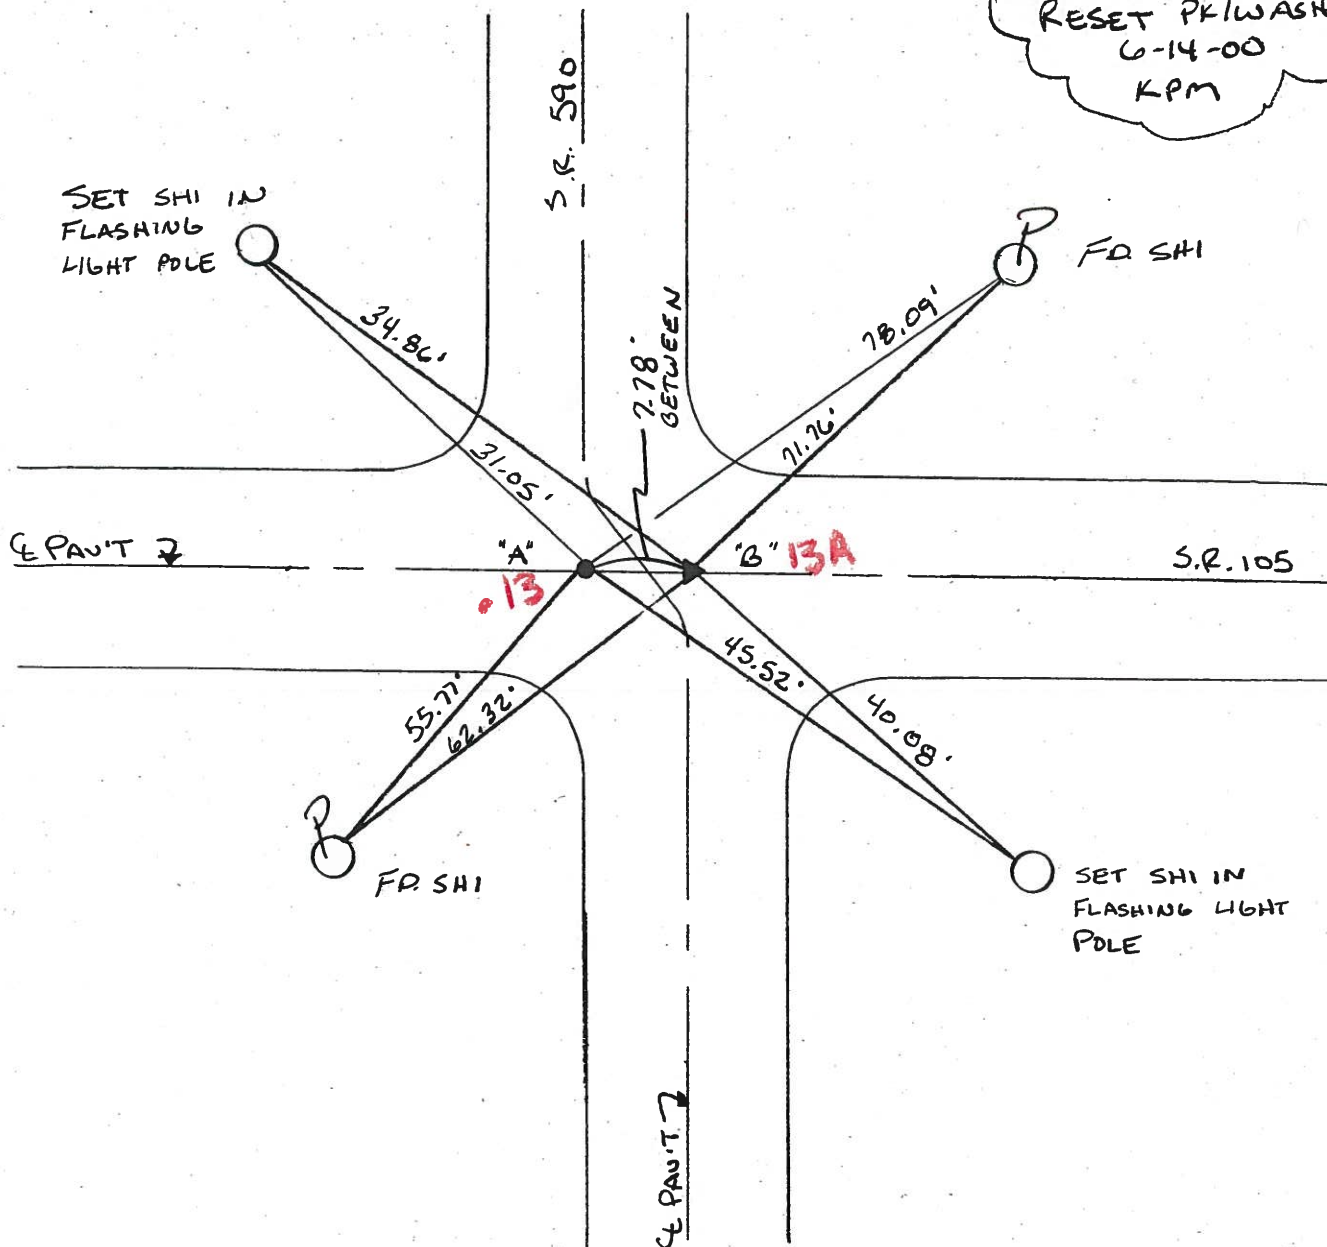 RESET PK/WASH
6-14-00
KPM
S.R. 590
SET SHI IN
FLASHING
LIGHT POLE
FD. SHI
34.86'
78.09'
7.78'
BETWEEN
71.76'
31.05'
℄ PAV'T
"A"
.13
"B" 13A
S.R. 105
45.52'
55.77'
62.32'
40.08'
FD. SHI
SET SHI IN
FLASHING LIGHT
POLE
℄ PAV'T